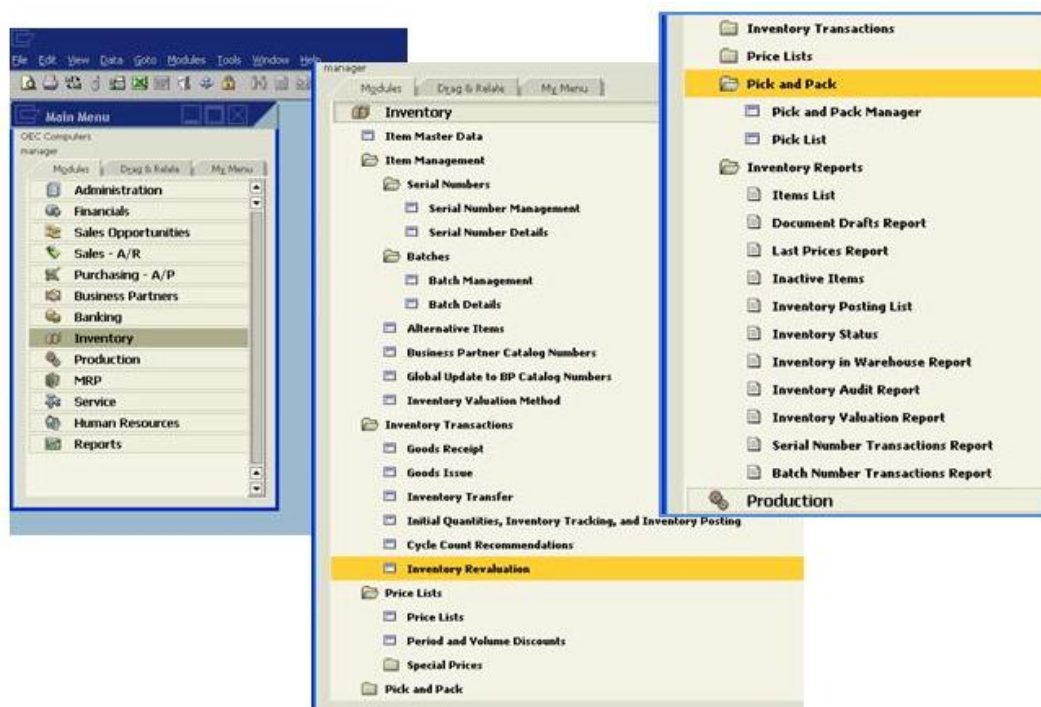 File Edit View Data Goto Modules Tools Window Help
Main Menu
OEC Computers
manager
Modules Drag & Relate My Menu
Administration
Financials
Sales Opportunities
Sales - A/R
Purchasing - A/P
Business Partners
Banking
Inventory
Production
MRP
Service
Human Resources
Reports
manager
Modules Drag & Relate My Menu
Inventory
Item Master Data
Item Management
Serial Numbers
Serial Number Management
Serial Number Details
Batches
Batch Management
Batch Details
Alternative Items
Business Partner Catalog Numbers
Global Update to BP Catalog Numbers
Inventory Valuation Method
Inventory Transactions
Goods Receipt
Goods Issue
Inventory Transfer
Initial Quantities, Inventory Tracking, and Inventory Posting
Cycle Count Recommendations
Inventory Revaluation
Price Lists
Price Lists
Period and Volume Discounts
Special Prices
Pick and Pack
Inventory Transactions
Price Lists
Pick and Pack
Pick and Pack Manager
Pick List
Inventory Reports
Items List
Document Drafts Report
Last Prices Report
Inactive Items
Inventory Posting List
Inventory Status
Inventory in Warehouse Report
Inventory Audit Report
Inventory Valuation Report
Serial Number Transactions Report
Batch Number Transactions Report
Production